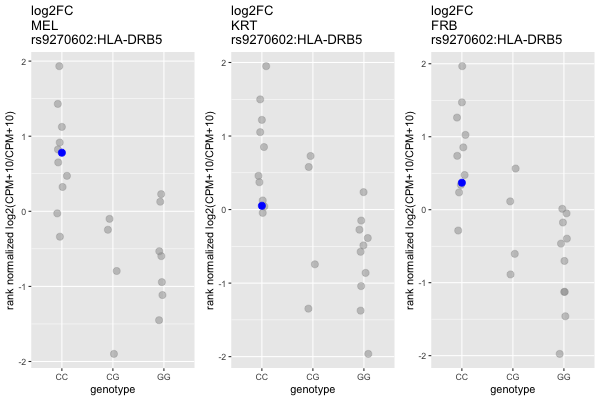 log2FC
MEL
rs9270602:HLA-DRB5
rank normalized log2(CPM+10/CPM+10)
2
1
0
-1
-2
CC CG GG
genotype
log2FC
KRT
rs9270602:HLA-DRB5
rank normalized log2(CPM+10/CPM+10)
2
1
0
-1
-2
CC CG GG
genotype
log2FC
FRB
rs9270602:HLA-DRB5
rank normalized log2(CPM+10/CPM+10)
2
1
0
-1
-2
CC CG GG
genotype